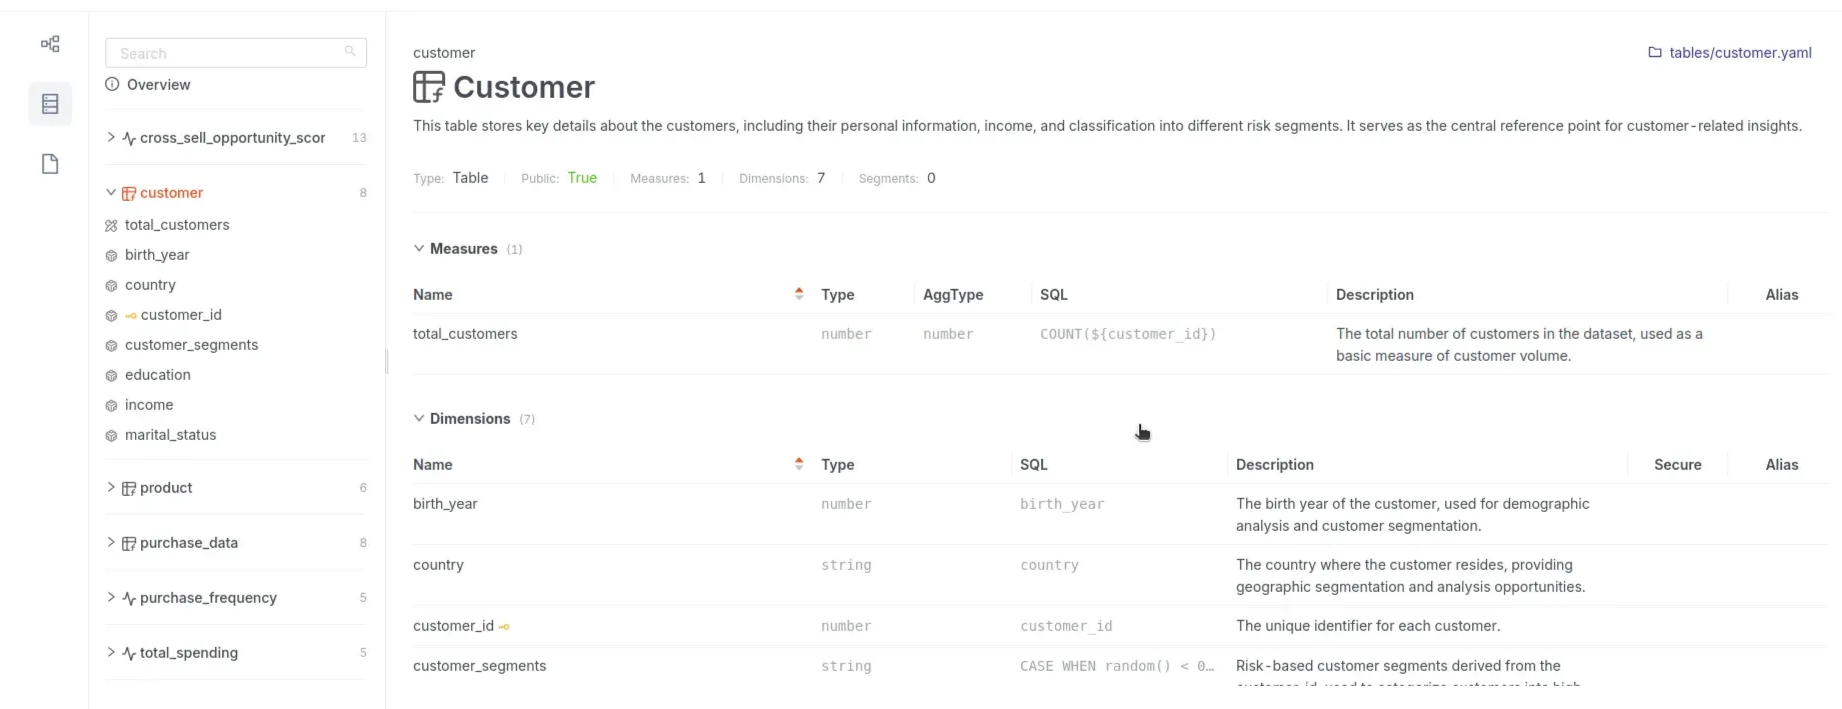 Search
Overview
cross_sell_opportunity_scor 13
customer 8
total_customers
birth_year
country
customer_id
customer_segments
education
income
marital_status
product 6
purchase_data 8
purchase_frequency 5
total_spending 5
customer
tables/customer.yaml
Customer
This table stores key details about the customers, including their personal information, income, and classification into different risk segments. It serves as the central reference point for customer-related insights.
Type: Table Public: True Measures: 1 Dimensions: 7 Segments: 0
Measures (1)
Name Type AggType SQL Description Alias
total_customers number number COUNT(${customer_id}) The total number of customers in the dataset, used as a
basic measure of customer volume.
Dimensions (7)
Name Type SQL Description Secure Alias
birth_year number birth_year The birth year of the customer, used for demographic
analysis and customer segmentation.
country string country The country where the customer resides, providing
geographic segmentation and analysis opportunities.
customer_id number customer_id The unique identifier for each customer.
customer_segments string CASE WHEN random() < 0… Risk-based customer segments derived from the
customer_id, used to categorize customers into high